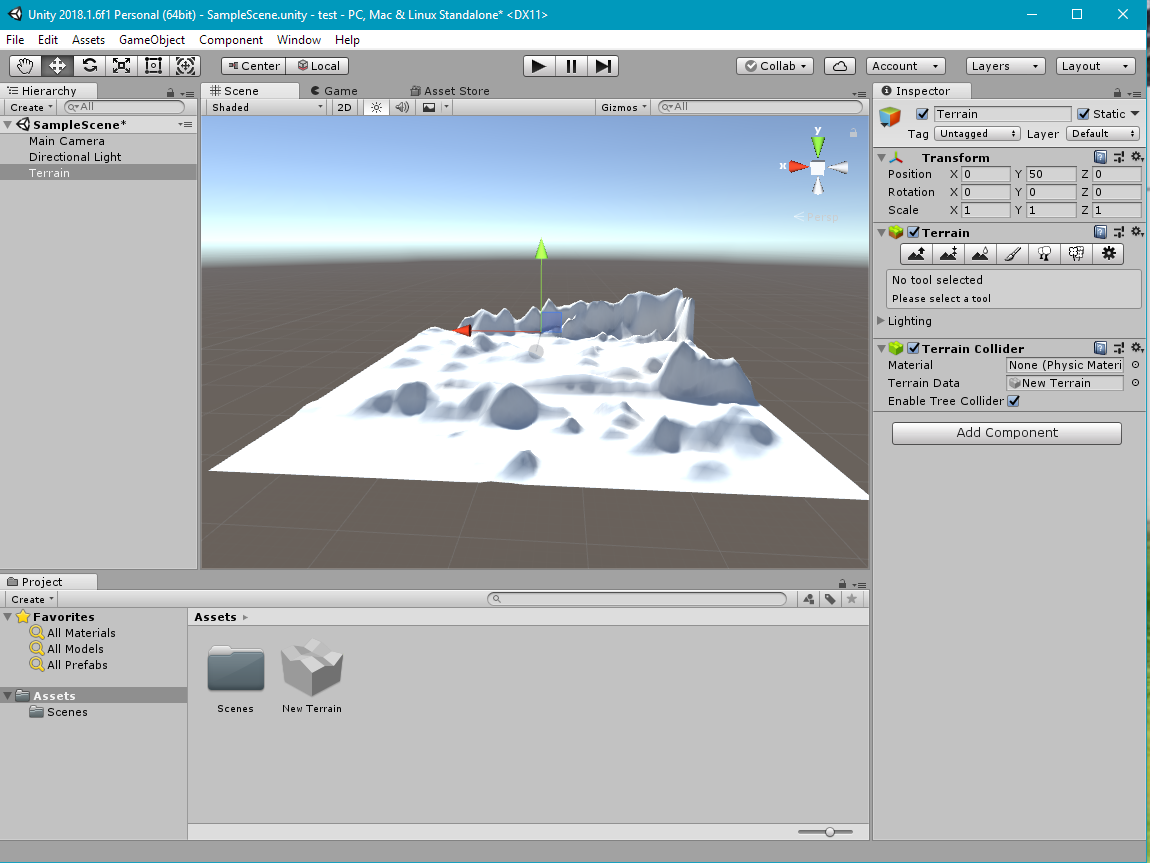 Unity 2018.1.6f1 Personal (64bit) - SampleScene.unity - test - PC, Mac & Linux Standalone* <DX11>
File Edit Assets GameObject Component Window Help
Center Local Collab Account Layers Layout
Hierarchy
Create All
SampleScene*
Main Camera
Directional Light
Terrain
Scene Game Asset Store
Shaded 2D Gizmos All
y
x
Persp
Inspector
Terrain Static
Tag Untagged Layer Default
Transform
Position X 0 Y 50 Z 0
Rotation X 0 Y 0 Z 0
Scale X 1 Y 1 Z 1
Terrain
No tool selected
Please select a tool
Lighting
Terrain Collider
Material None (Physic Materi
Terrain Data New Terrain
Enable Tree Collider
Add Component
Project
Create
Favorites
All Materials
All Models
All Prefabs
Assets
Scenes
Assets
Scenes New Terrain